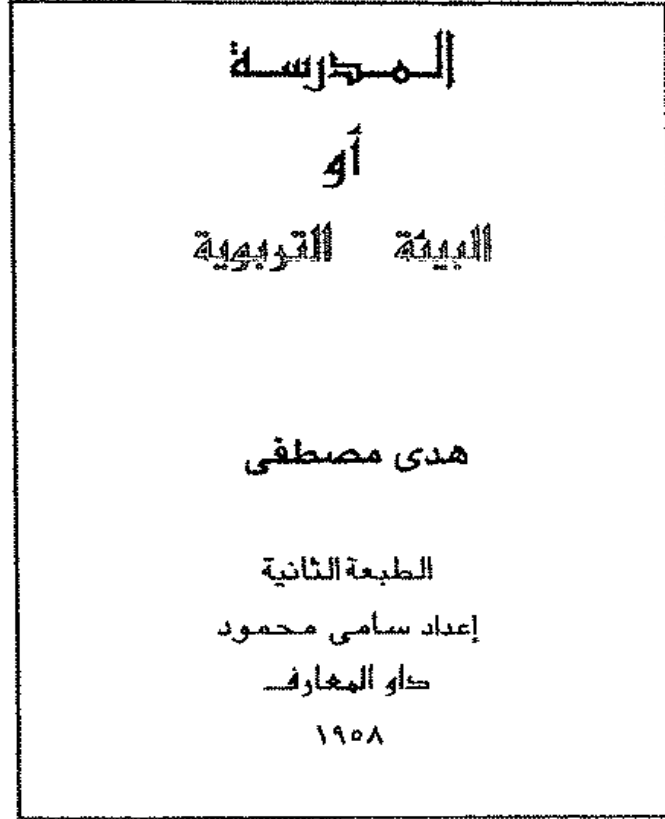 المدرسة
أو
البيئة التربوية
هدى مصطفى
الطبعة الثانية
إعداد سامى محمود
داو المعارف
١٩٥٨